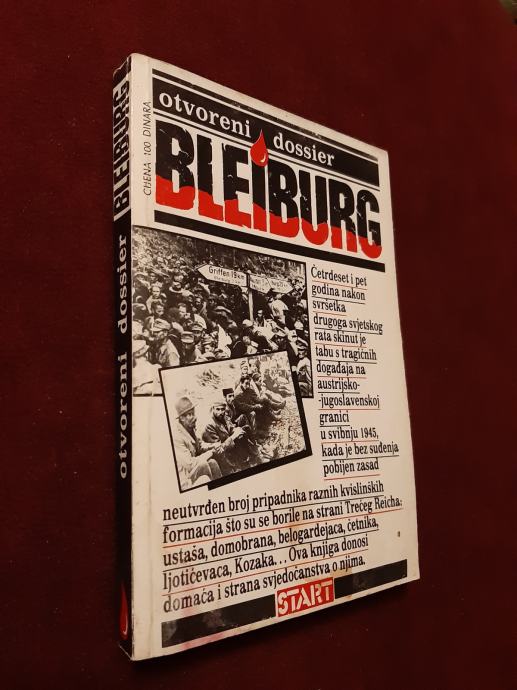 otvoreni dossier BLEIBURG
CIJENA 100 DINARA
otvoreni dossier
BLEIBURG
Griffen 19 km
Četrdeset i pet
godina nakon
svršetka
drugoga svjetskog
rata skinut je
tabu s tragičnih
događaja na
austrijsko-
-jugoslavenskoj
granici
u svibnju 1945,
kada je bez suđenja
pobijen zasad
neutvrđen broj pripadnika raznih kvislinških
formacija što su se borile na strani Trećeg Reicha:
ustaša, domobrana, belogardejaca, četnika,
ljotićevaca, Kozaka... Ova knjiga donosi
domaća i strana svjedočanstva o njima.
START